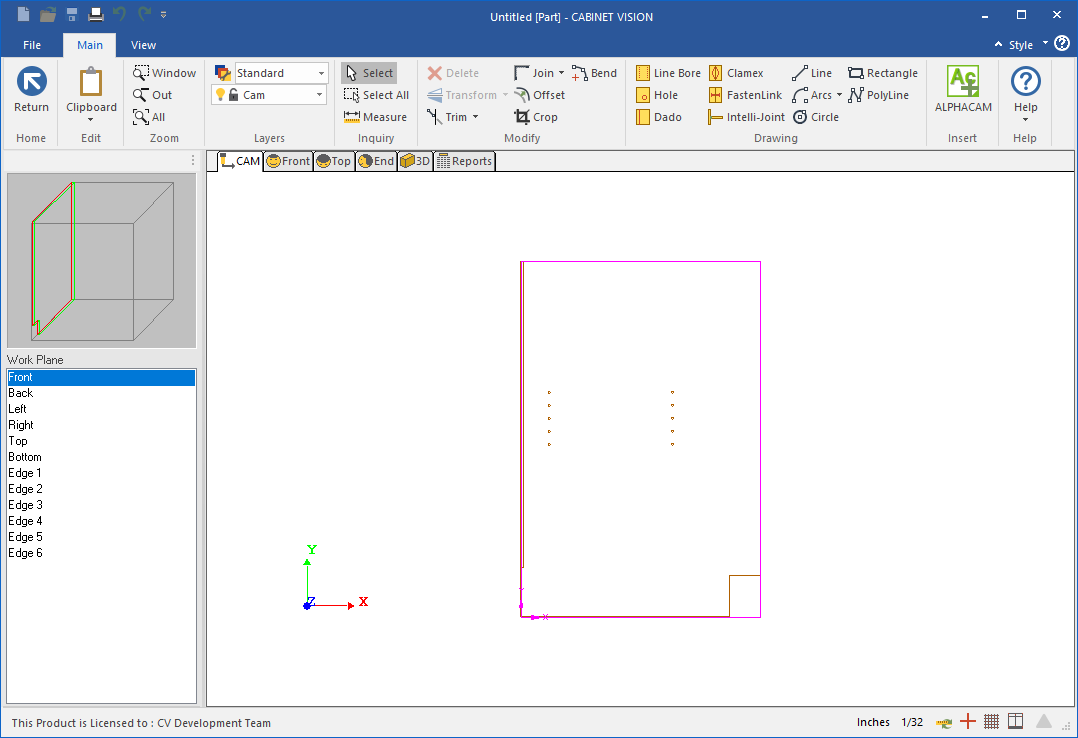 Untitled [Part] - CABINET VISION
File Main View Style
Return
Home
Clipboard
Edit
Window
Out
All
Zoom
Standard
Cam
Layers
Select
Select All
Measure
Inquiry
Delete Join Bend
Transform Offset
Trim Crop
Modify
Line Bore Clamex Line Rectangle
Hole FastenLink Arcs PolyLine
Dado Intelli-Joint Circle
Drawing
ALPHACAM
Insert
Help
Help
CAM Front Top End 3D Reports
Work Plane
Front
Back
Left
Right
Top
Bottom
Edge 1
Edge 2
Edge 3
Edge 4
Edge 5
Edge 6
Y
Z X
X
This Product is Licensed to : CV Development Team Inches 1/32